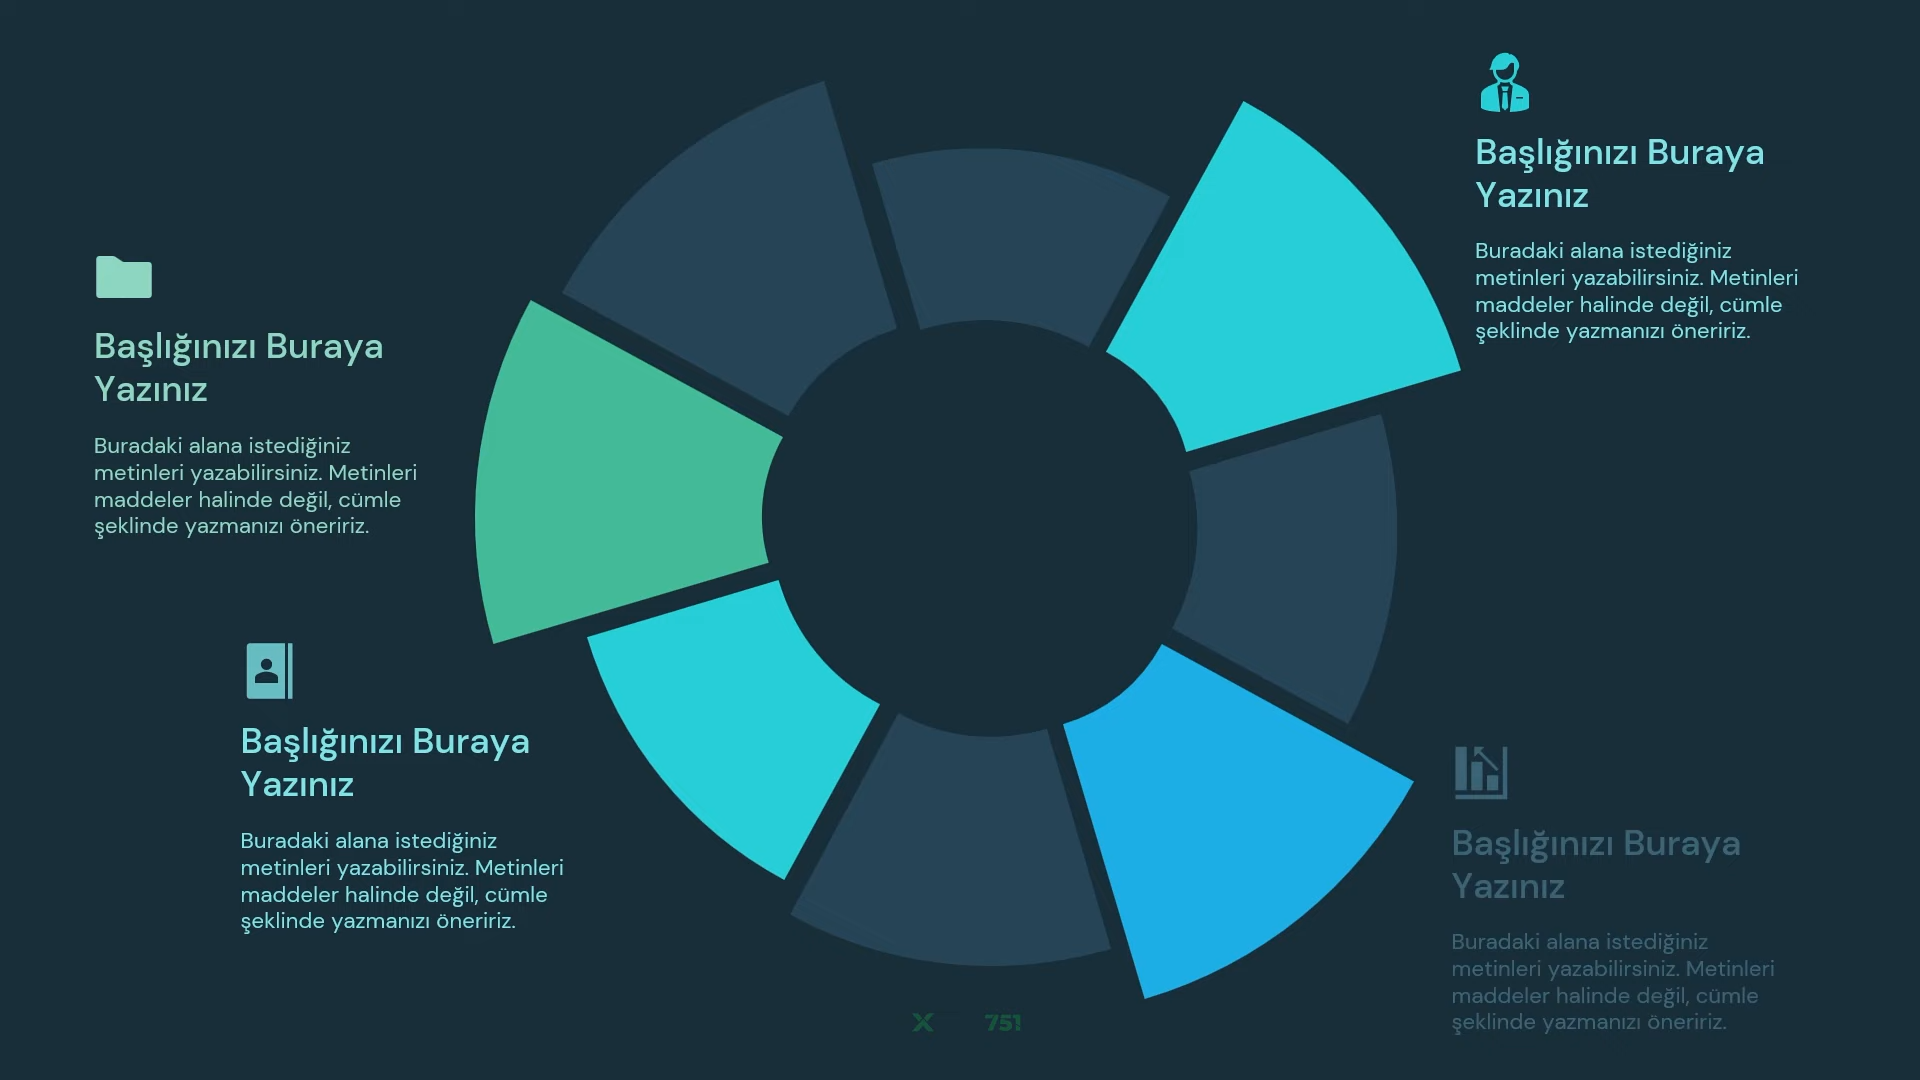 Başlığınızı Buraya
Yazınız
Buradaki alana istediğiniz
metinleri yazabilirsiniz. Metinleri
maddeler halinde değil, cümle
şeklinde yazmanızı öneririz.
Başlığınızı Buraya
Yazınız
Buradaki alana istediğiniz
metinleri yazabilirsiniz. Metinleri
maddeler halinde değil, cümle
şeklinde yazmanızı öneririz.
Başlığınızı Buraya
Yazınız
Buradaki alana istediğiniz
metinleri yazabilirsiniz. Metinleri
maddeler halinde değil, cümle
şeklinde yazmanızı öneririz.
Başlığınızı Buraya
Yazınız
Buradaki alana istediğiniz
metinleri yazabilirsiniz. Metinleri
maddeler halinde değil, cümle
şeklinde yazmanızı öneririz.
X 751